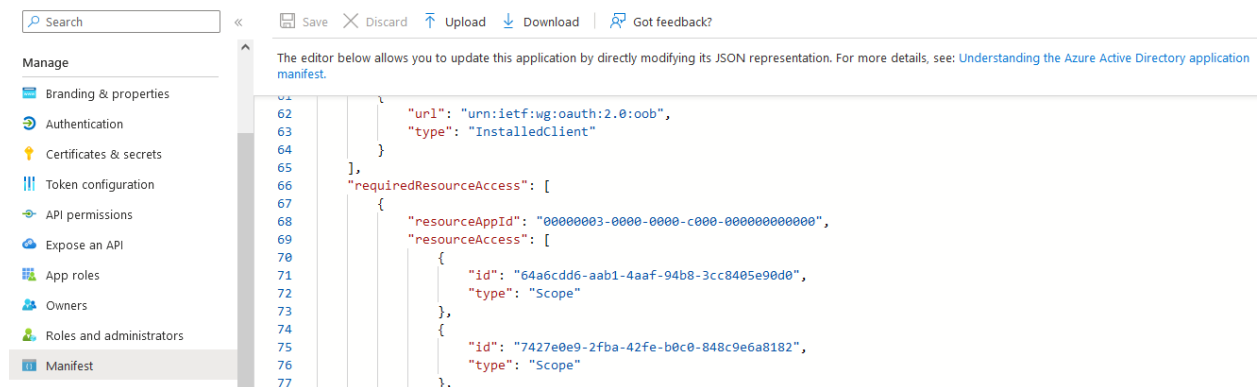 Search
«
Save
Discard
Upload
Download
Got feedback?
The editor below allows you to update this application by directly modifying its JSON representation. For more details, see: Understanding the Azure Active Directory application
manifest.
Manage
Branding & properties
Authentication
Certificates & secrets
Token configuration
API permissions
Expose an API
App roles
Owners
Roles and administrators
Manifest
61 {
62 "url": "urn:ietf:wg:oauth:2.0:oob",
63 "type": "InstalledClient"
64 }
65 ],
66 "requiredResourceAccess": [
67 {
68 "resourceAppId": "00000003-0000-0000-c000-000000000000",
69 "resourceAccess": [
70 {
71 "id": "64a6cdd6-aab1-4aaf-94b8-3cc8405e90d0",
72 "type": "Scope"
73 },
74 {
75 "id": "7427e0e9-2fba-42fe-b0c0-848c9e6a8182",
76 "type": "Scope"
77 },